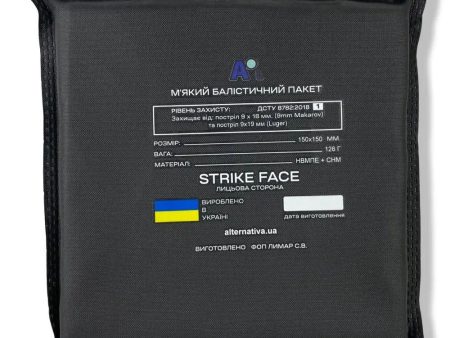 Ai
М'ЯКИЙ БАЛІСТИЧНИЙ ПАКЕТ
РІВЕНЬ ЗАХИСТУ: ДСТУ 8782:2018 1
Захищає від: постріл 9 х 18 мм. (9mm Makarov)
та постріл 9х19 мм (Luger)
РОЗМІР: 150х150 ММ.
ВАГА: 126 Г
МАТЕРІАЛ: НВМПЕ + СНМ
STRIKE FACE
ЛИЦЬОВА СТОРОНА
ВИРОБЛЕНО
В
УКРАЇНІ
дата виготовлення
alternativa.ua
ВИГОТОВЛЕНО ФОП ЛИМАР С.В.